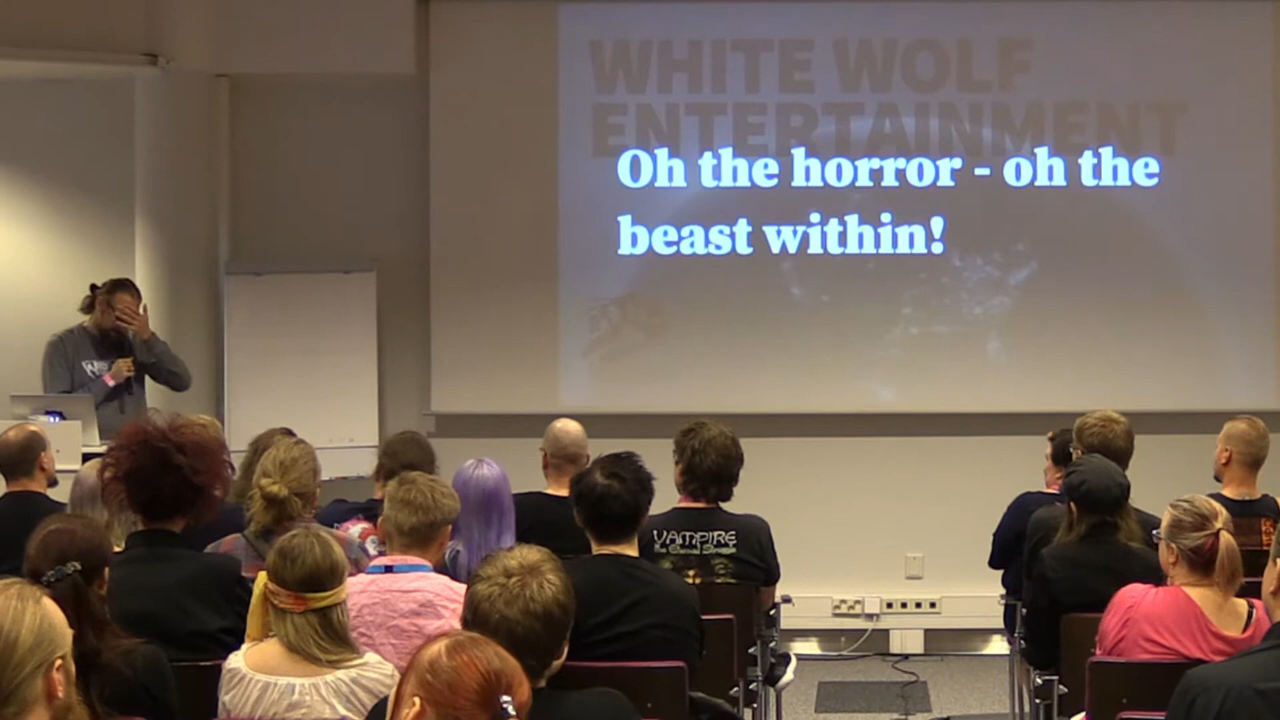 WHITE WOLF
ENTERTAINMENT
Oh the horror - oh the
beast within!
VAMPIRE